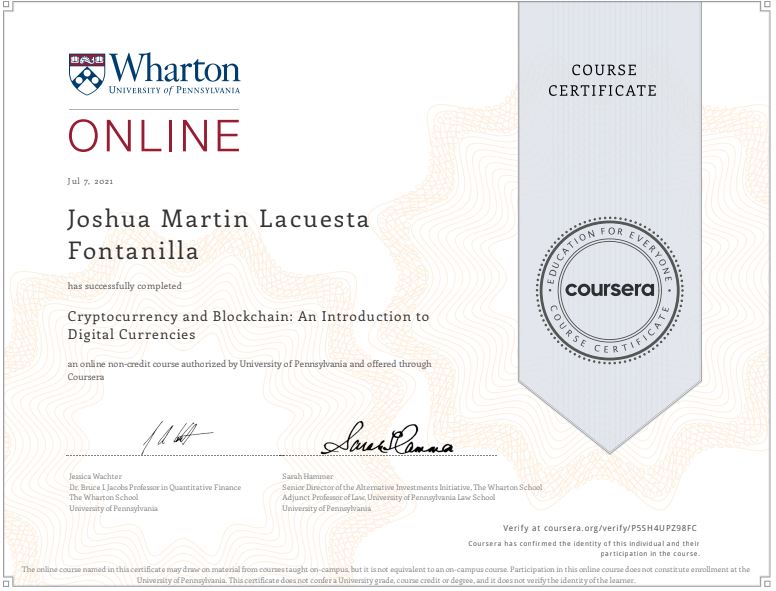 Wharton
UNIVERSITY of PENNSYLVANIA
ONLINE
COURSE
CERTIFICATE
Jul 7, 2021
Joshua Martin Lacuesta
Fontanilla
has successfully completed
Cryptocurrency and Blockchain: An Introduction to
Digital Currencies
an online non-credit course authorized by University of Pennsylvania and offered through
Coursera
EDUCATION FOR EVERYONE
coursera
COURSE CERTIFICATE
Sarah Hammer
Jessica Wachter
Dr. Bruce I. Jacobs Professor in Quantitative Finance
The Wharton School
University of Pennsylvania
Sarah Hammer
Senior Director of the Alternative Investments Initiative, The Wharton School
Adjunct Professor of Law, University of Pennsylvania Law School
University of Pennsylvania
Verify at coursera.org/verify/P5SH4UPZ98FC
Coursera has confirmed the identity of this individual and their
participation in the course.
The online course named in this certificate may draw on material from courses taught on-campus, but it is not equivalent to an on-campus course. Participation in this online course does not constitute enrollment at the
University of Pennsylvania. This certificate does not confer a University grade, course credit or degree, and it does not verify the identity of the learner.